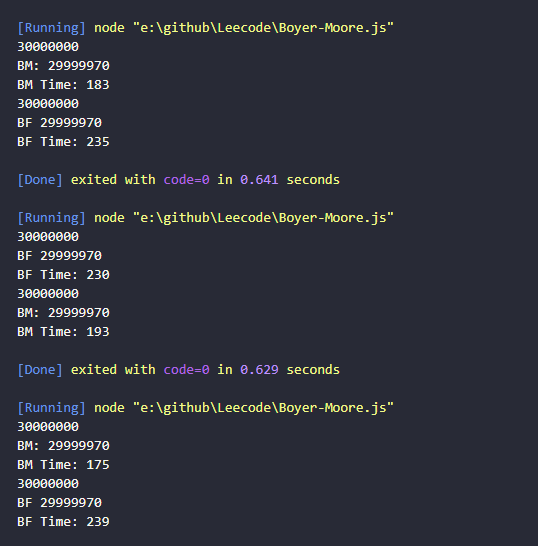 [Running] node "e:\github\Leecode\Boyer-Moore.js"
30000000
BM: 29999970
BM Time: 183
30000000
BF 29999970
BF Time: 235
[Done] exited with code=0 in 0.641 seconds
[Running] node "e:\github\Leecode\Boyer-Moore.js"
30000000
BF 29999970
BF Time: 230
30000000
BM: 29999970
BM Time: 193
[Done] exited with code=0 in 0.629 seconds
[Running] node "e:\github\Leecode\Boyer-Moore.js"
30000000
BM: 29999970
BM Time: 175
30000000
BF 29999970
BF Time: 239